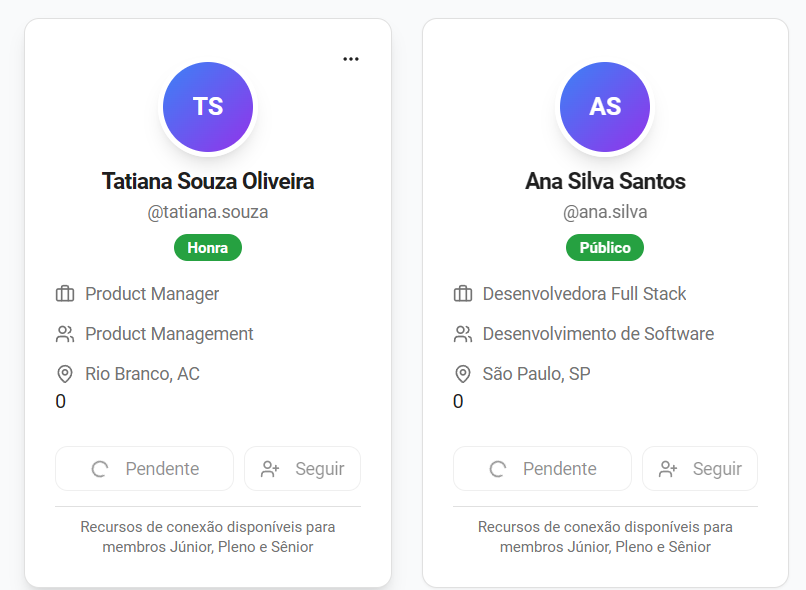 TS
Tatiana Souza Oliveira
@tatiana.souza
Honra
Product Manager
Product Management
Rio Branco, AC
0
Pendente
Seguir
Recursos de conexão disponíveis para
membros Júnior, Pleno e Sênior
AS
Ana Silva Santos
@ana.silva
Público
Desenvolvedora Full Stack
Desenvolvimento de Software
São Paulo, SP
0
Pendente
Seguir
Recursos de conexão disponíveis para
membros Júnior, Pleno e Sênior